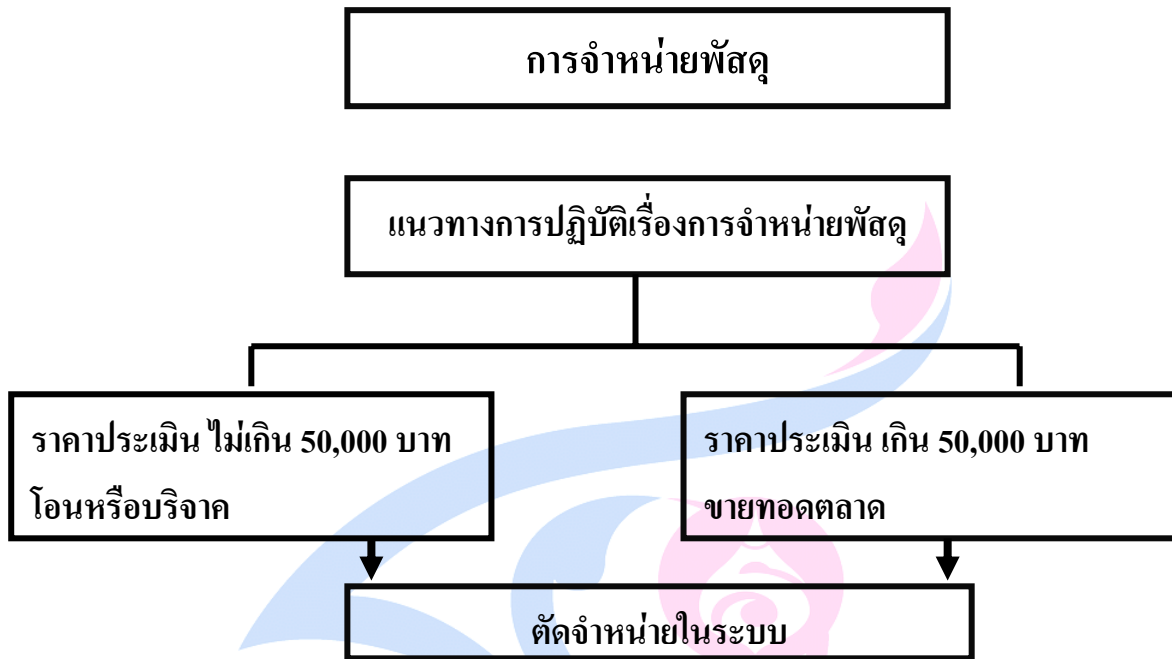 การจำหน่ายพัสดุ
แนวทางการปฏิบัติเรื่องการจำหน่ายพัสดุ
ราคาประเมิน ไม่เกิน 50,000 บาท
โอนหรือบริจาค
ราคาประเมิน เกิน 50,000 บาท
ขายทอดตลาด
ตัดจำหน่ายในระบบ